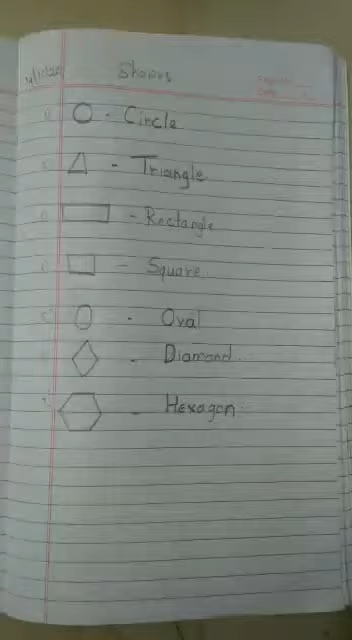 Shapes
- Circle
- Triangle
- Rectangle
- Square
- Oval
- Diamond
- Hexagon